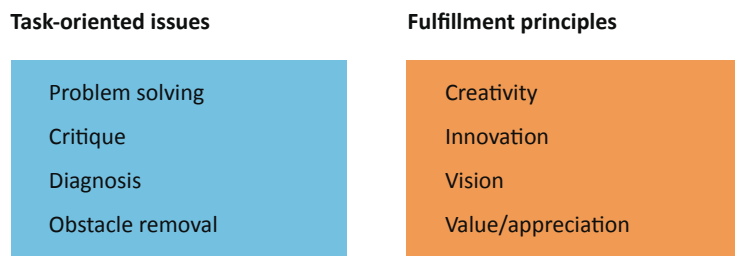 Task-oriented issues
Problem solving
Critique
Diagnosis
Obstacle removal
Fulfillment principles
Creativity
Innovation
Vision
Value/appreciation